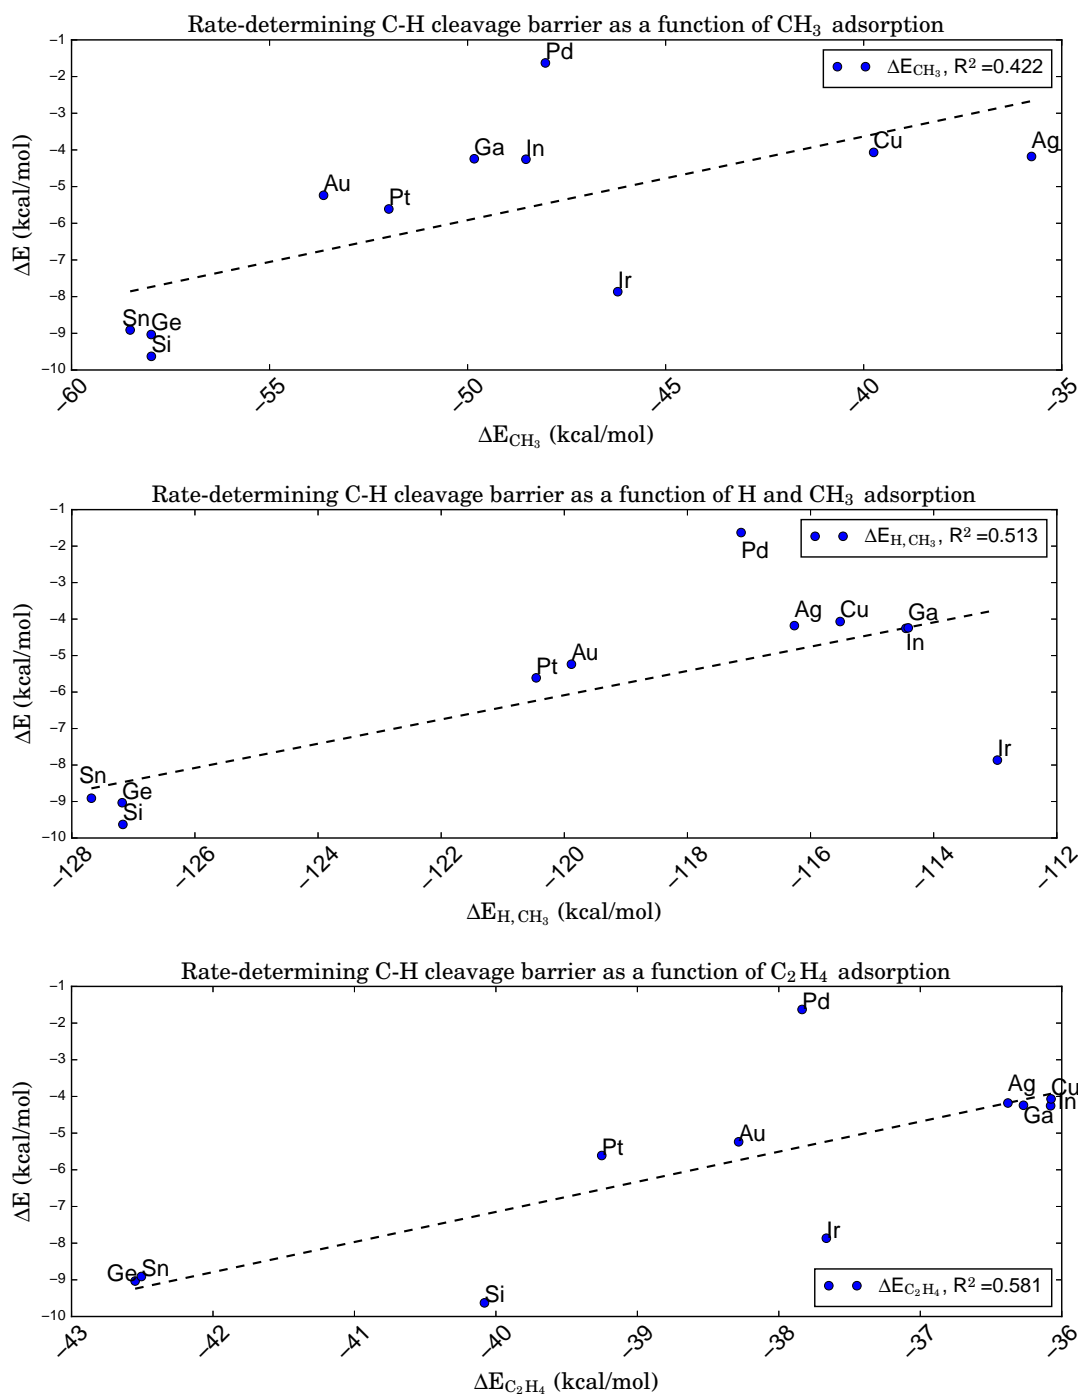 Rate-determining C-H cleavage barrier as a function of CH₃ adsorption
ΔE (kcal/mol)
−1
−2
−3
−4
−5
−6
−7
−8
−9
−10
Pd
ΔE_CH₃, R² =0.422
Ga
In
Cu
Ag
Au
Pt
Ir
Sn
Ge
Si
−60
−55
−50
−45
−40
−35
ΔE_CH₃ (kcal/mol)
Rate-determining C-H cleavage barrier as a function of H and CH₃ adsorption
ΔE (kcal/mol)
−1
−2
−3
−4
−5
−6
−7
−8
−9
−10
Pd
ΔE_H,CH₃, R² =0.513
Ag
Cu
Ga
In
Pt
Au
Ir
Sn
Ge
Si
−128
−126
−124
−122
−120
−118
−116
−114
−112
ΔE_H,CH₃ (kcal/mol)
Rate-determining C-H cleavage barrier as a function of C₂H₄ adsorption
ΔE (kcal/mol)
−1
−2
−3
−4
−5
−6
−7
−8
−9
−10
Pd
Ag
Cu
Ga
In
Au
Pt
Ir
Ge
Sn
Si
ΔE_C₂H₄, R² =0.581
−43
−42
−41
−40
−39
−38
−37
−36
ΔE_C₂H₄ (kcal/mol)